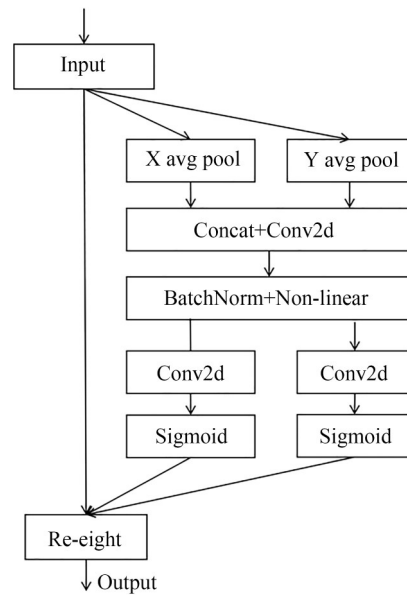 Input
X avg pool
Y avg pool
Concat+Conv2d
BatchNorm+Non-linear
Conv2d
Conv2d
Sigmoid
Sigmoid
Re-eight
Output